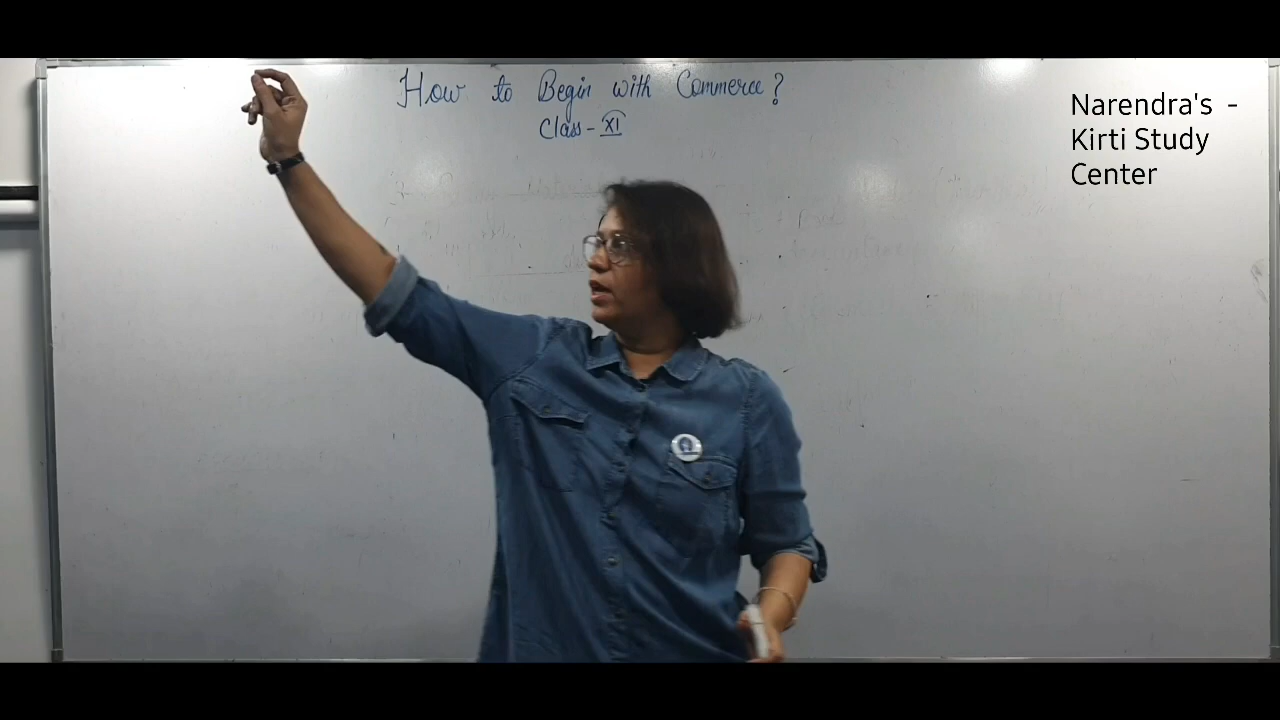 How to Begin with Commerce?
Class - XI
Narendra's -
Kirti Study
Center